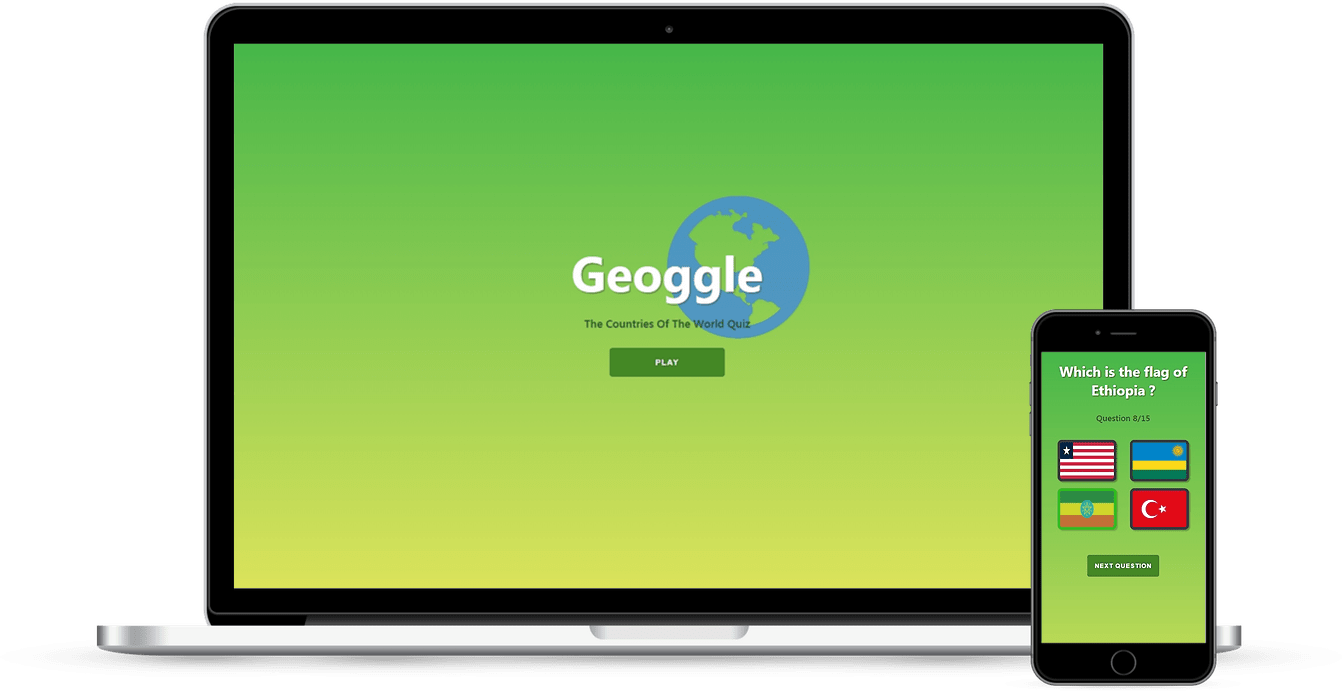 Geoggle
The Countries Of The World Quiz
PLAY
Which is the flag of
Ethiopia ?
Question 8/15
NEXT QUESTION